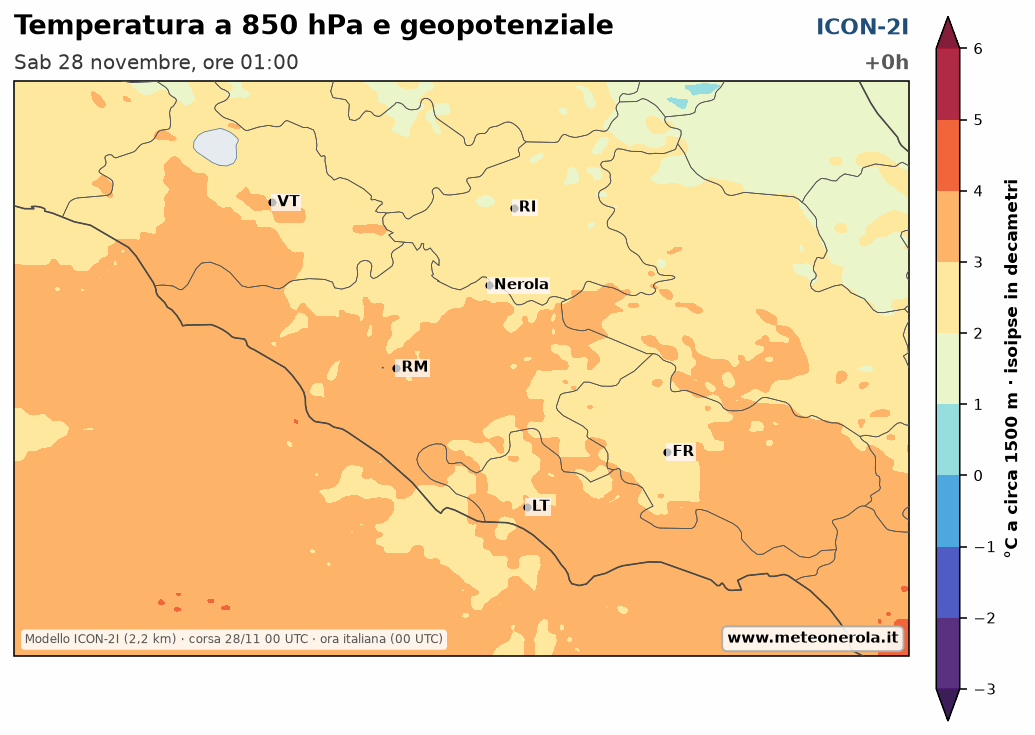 Temperatura a 850 hPa e geopotenziale
ICON-2I
Sab 28 novembre, ore 01:00
+0h
VT
RI
Nerola
RM
FR
LT
Modello ICON-2I (2,2 km) · corsa 28/11 00 UTC · ora italiana (00 UTC)
www.meteonerola.it
6
5
4
3
2
1
0
−1
−2
−3
°C a circa 1500 m · isoipse in decametri